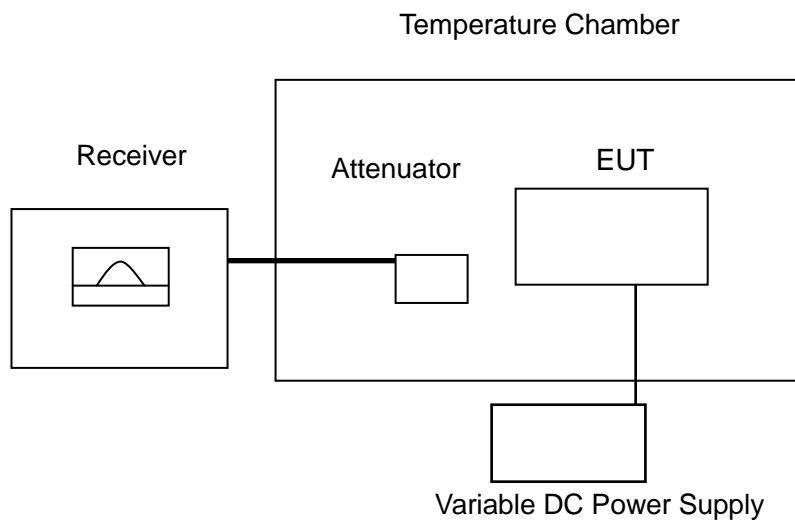 Temperature Chamber
Receiver
Attenuator
EUT
Variable DC Power Supply